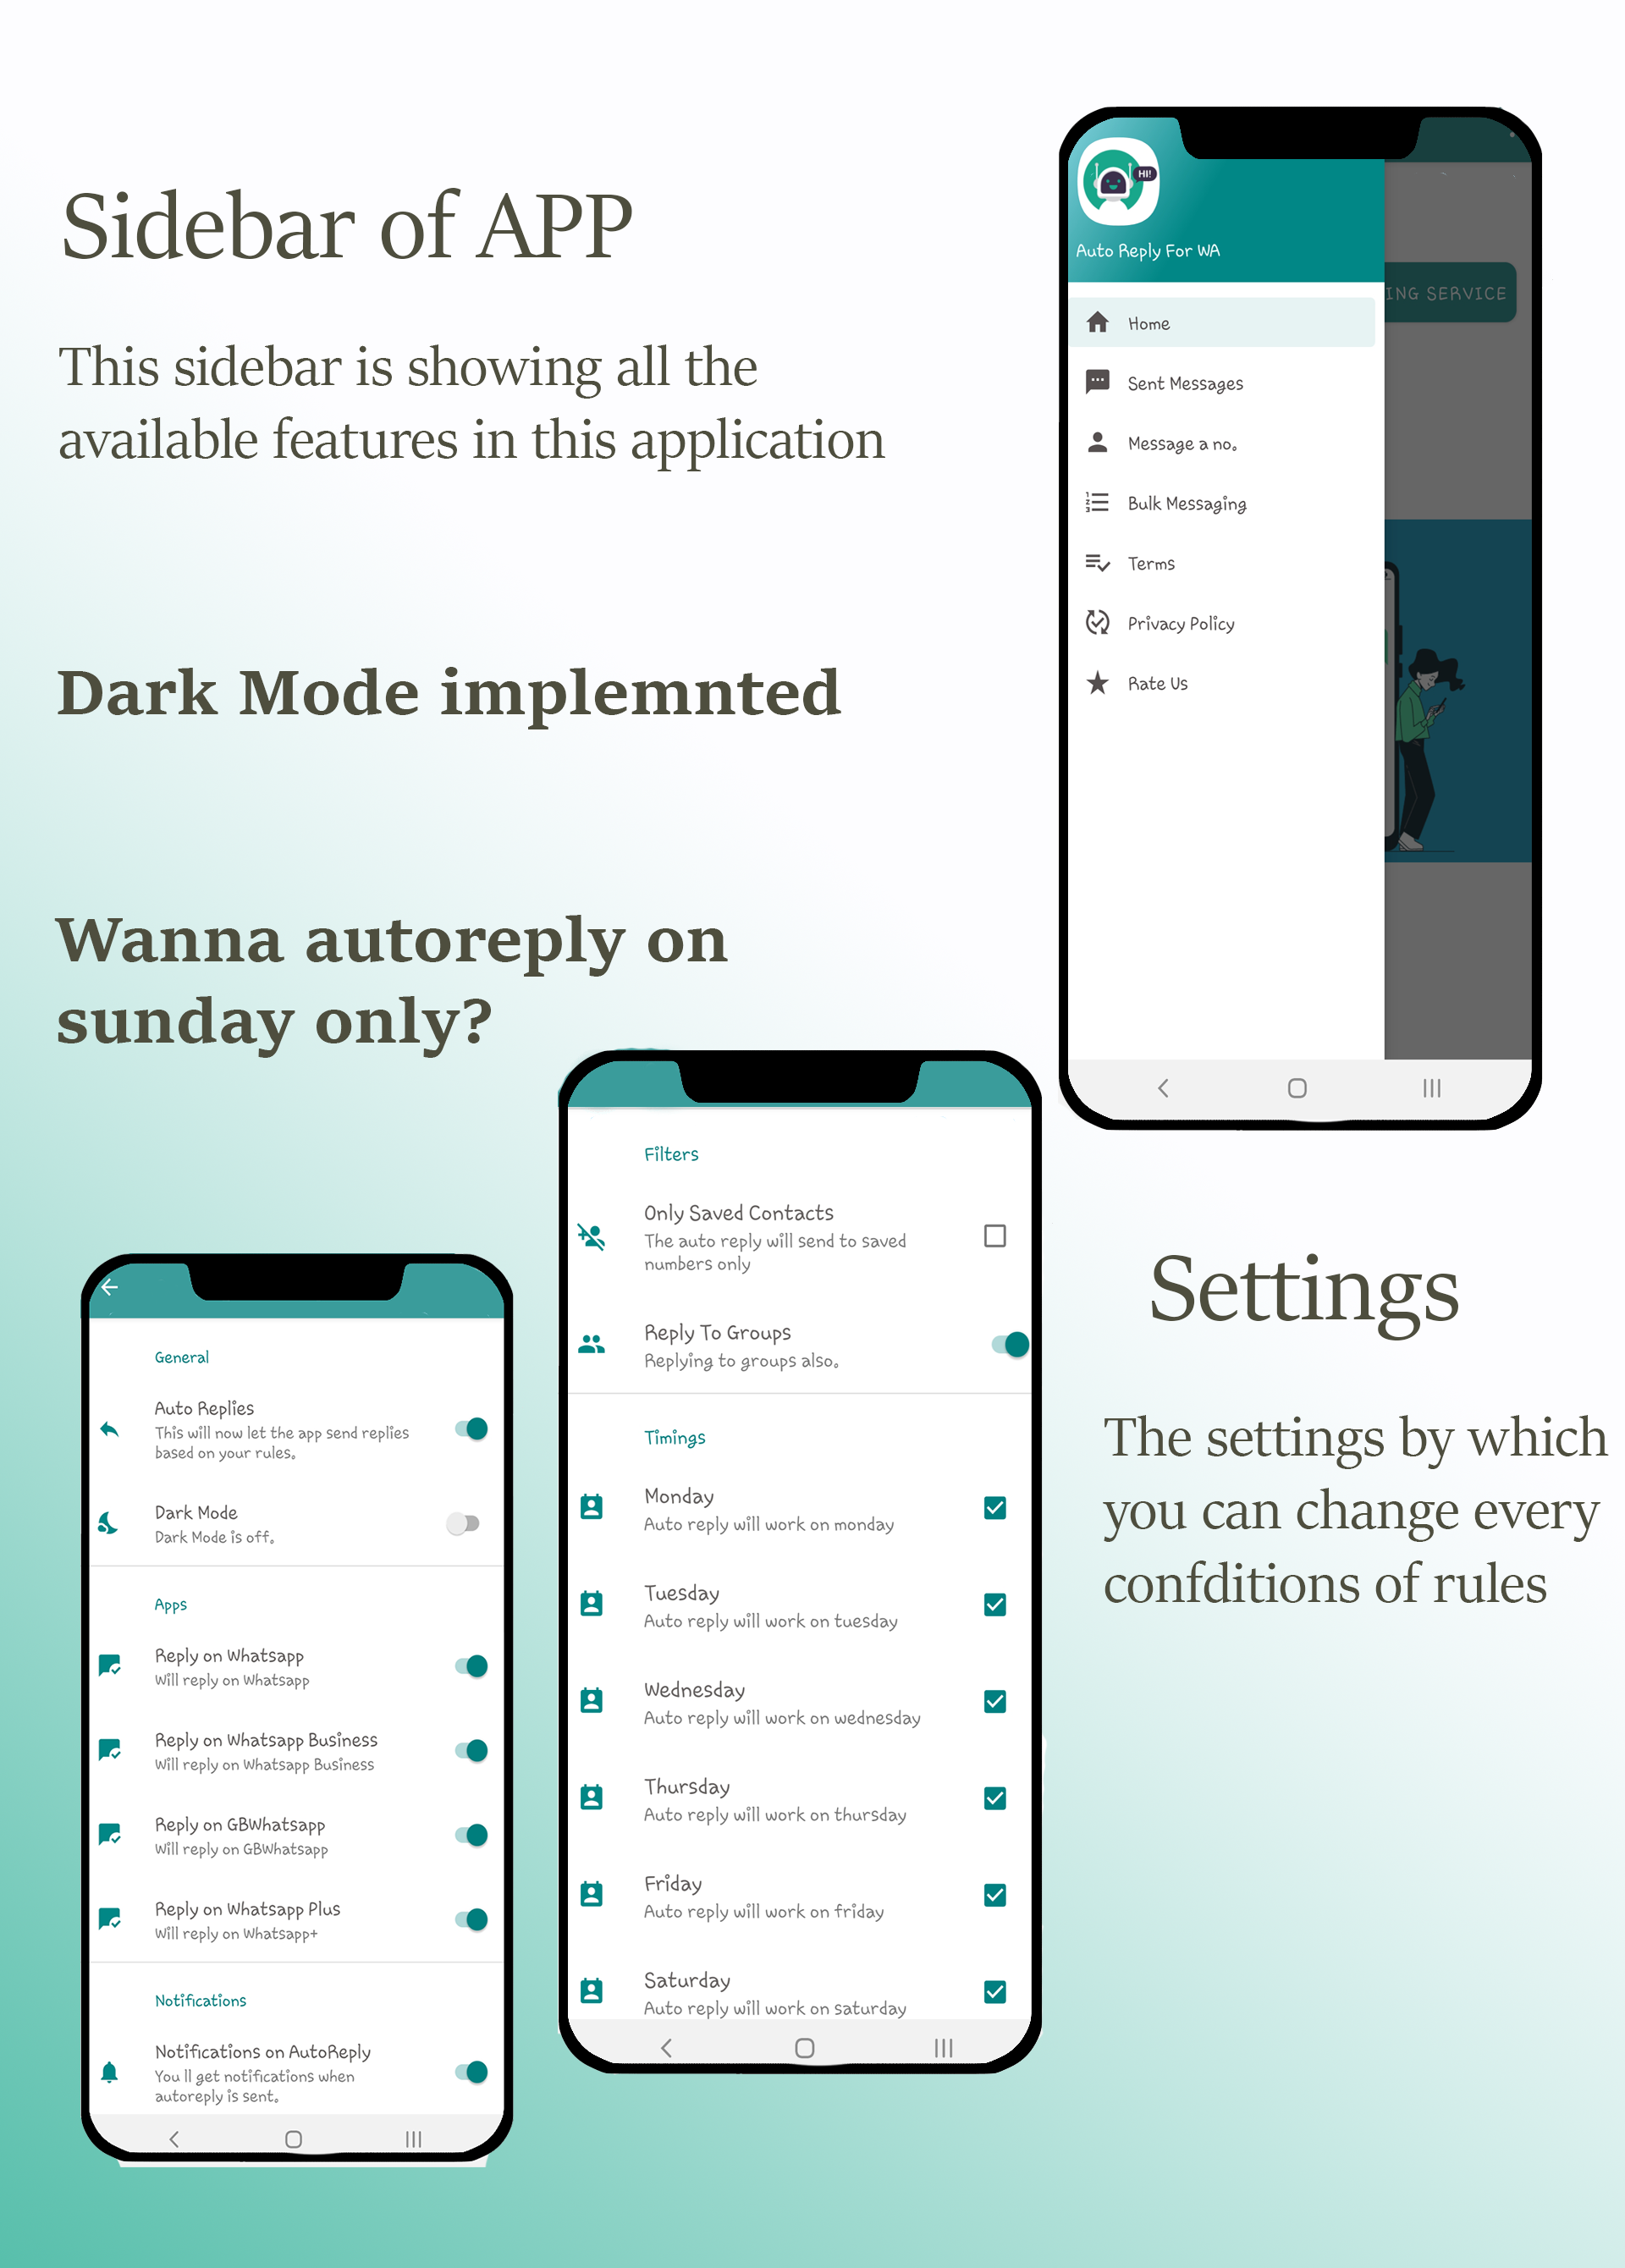 Sidebar of APP
This sidebar is showing all the
available features in this application
Dark Mode implemnted
Wanna autoreply on
sunday only?
HI!
Auto Reply For WA
ING SERVICE
Home
Sent Messages
Message a no.
Bulk Messaging
Terms
Privacy Policy
Rate Us
Filters
Only Saved Contacts
The auto reply will send to saved
numbers only
Reply To Groups
Replying to groups also.
Timings
Monday
Auto reply will work on monday
Tuesday
Auto reply will work on tuesday
Wednesday
Auto reply will work on wednesday
Thursday
Auto reply will work on thursday
Friday
Auto reply will work on friday
Saturday
Auto reply will work on saturday
General
Auto Replies
This will now let the app send replies
based on your rules.
Dark Mode
Dark Mode is off.
Apps
Reply on Whatsapp
Will reply on Whatsapp
Reply on Whatsapp Business
Will reply on Whatsapp Business
Reply on GBWhatsapp
Will reply on GBWhatsapp
Reply on Whatsapp Plus
Will reply on Whatsapp+
Notifications
Notifications on AutoReply
You ll get notifications when
autoreply is sent.
Settings
The settings by which
you can change every
confditions of rules